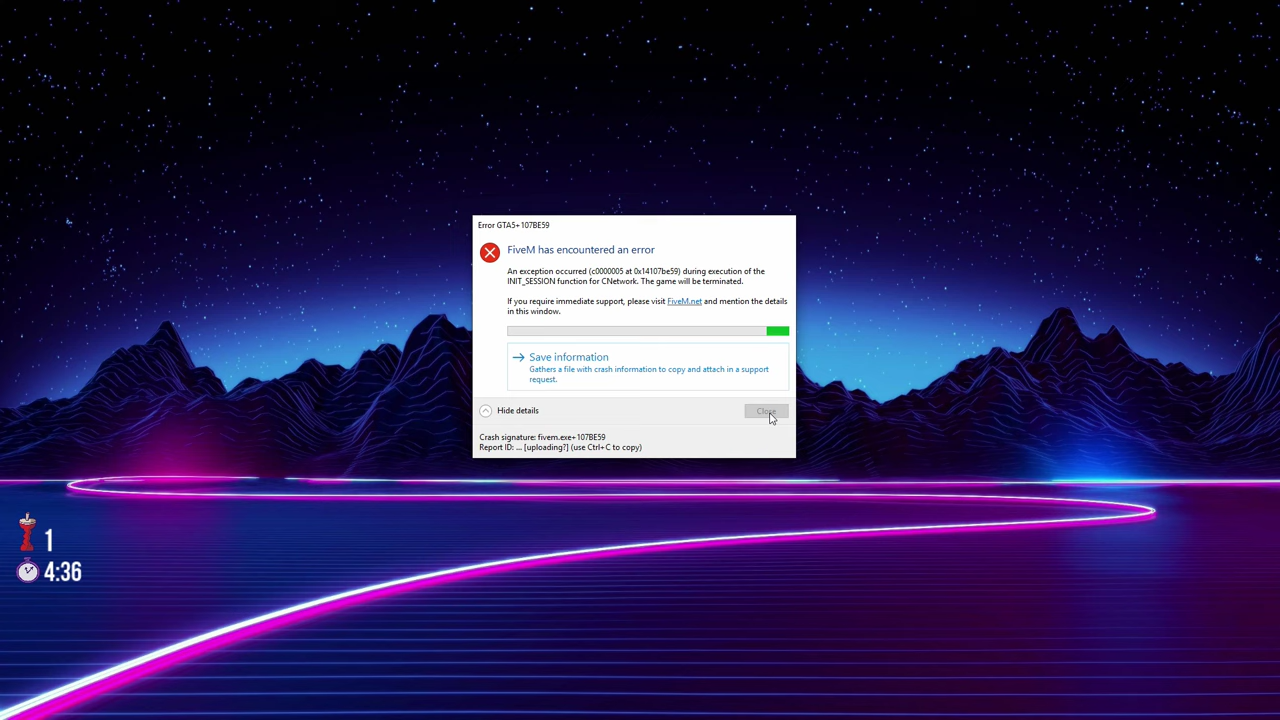 Error GTA5+107BE59
FiveM has encountered an error
An exception occurred (c0000005 at 0x14107be59) during execution of the
INIT_SESSION function for CNetwork. The game will be terminated.
If you require immediate support, please visit FiveM.net and mention the details
in this window.
Save information
Gathers a file with crash information to copy and attach in a support
request.
Hide details
Close
Crash signature: fivem.exe+107BE59
Report ID: ... [uploading?] (use Ctrl+C to copy)
1
4:36